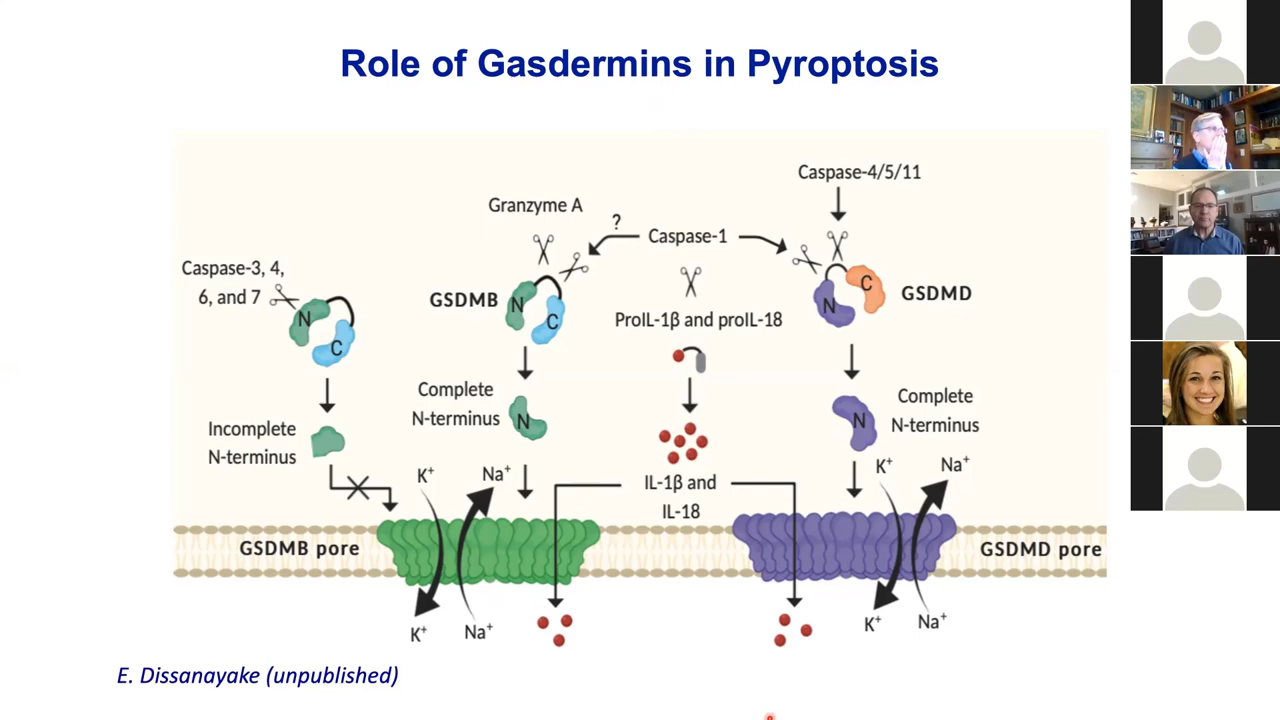 Role of Gasdermins in Pyroptosis
Caspase-4/5/11
Granzyme A
?
Caspase-1
Caspase-3, 4,
6, and 7
N
C
GSDMB
N
C
ProIL-1β and proIL-18
N
C
GSDMD
Complete
N-terminus
N
Incomplete
N-terminus
N
Complete
N-terminus
K+
Na+
IL-1β and
IL-18
K+
Na+
GSDMB pore
GSDMD pore
K+
Na+
K+
Na+
E. Dissanayake (unpublished)